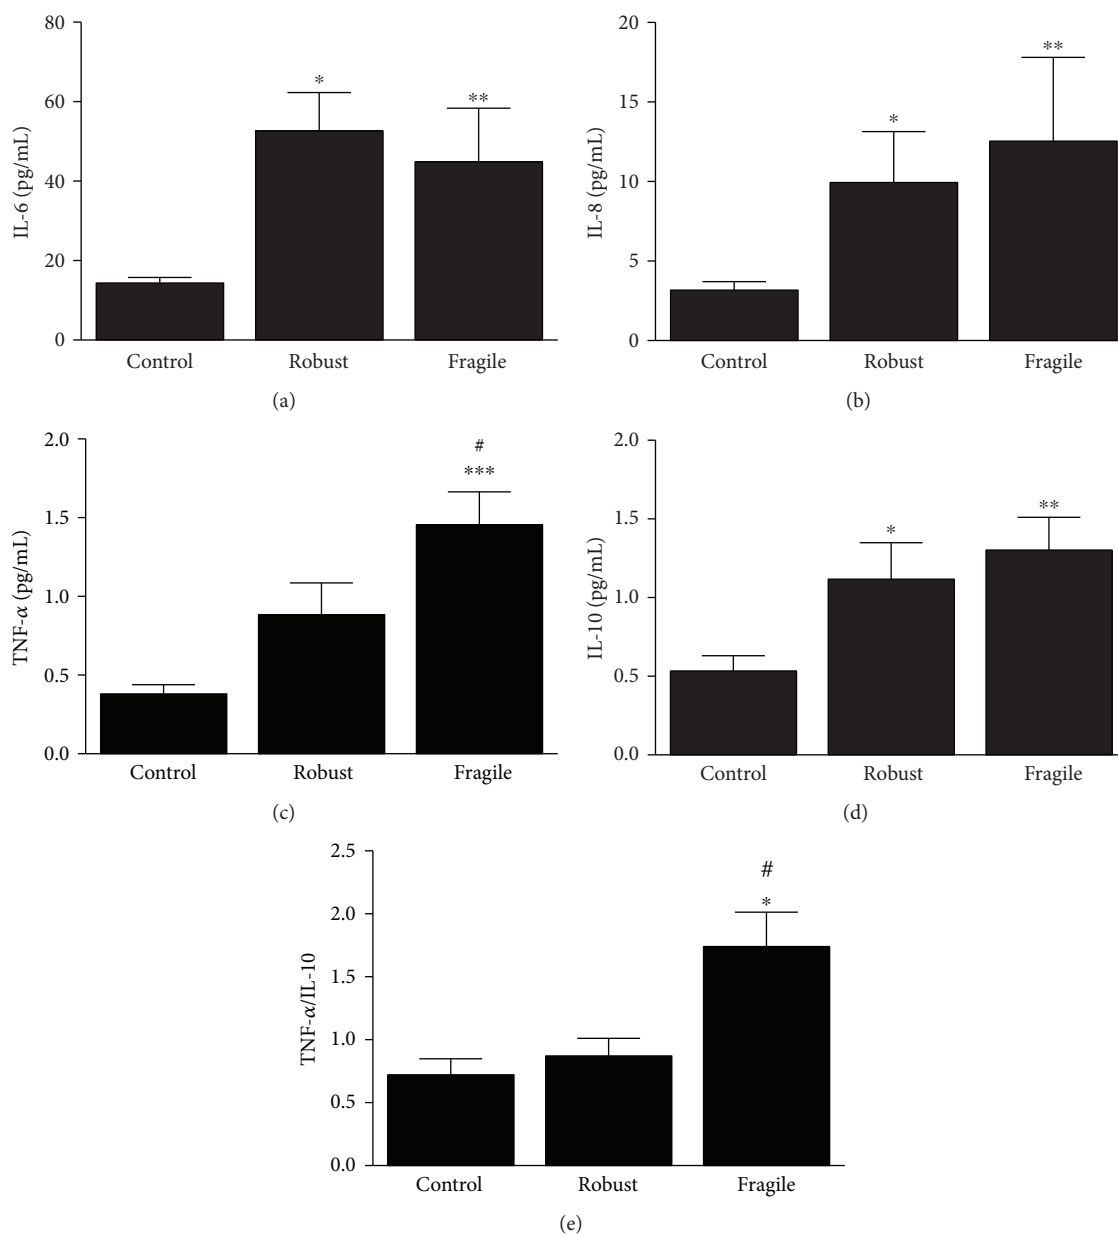 80
60
40
20
0
IL-6 (pg/mL)
*
**
Control Robust Fragile
(a)
20
15
10
5
0
IL-8 (pg/mL)
*
**
Control Robust Fragile
(b)
2.0
1.5
1.0
0.5
0.0
TNF-α (pg/mL)
#
***
Control Robust Fragile
(c)
2.0
1.5
1.0
0.5
0.0
IL-10 (pg/mL)
*
**
Control Robust Fragile
(d)
2.5
2.0
1.5
1.0
0.5
0.0
TNF-α/IL-10
#
*
Control Robust Fragile
(e)